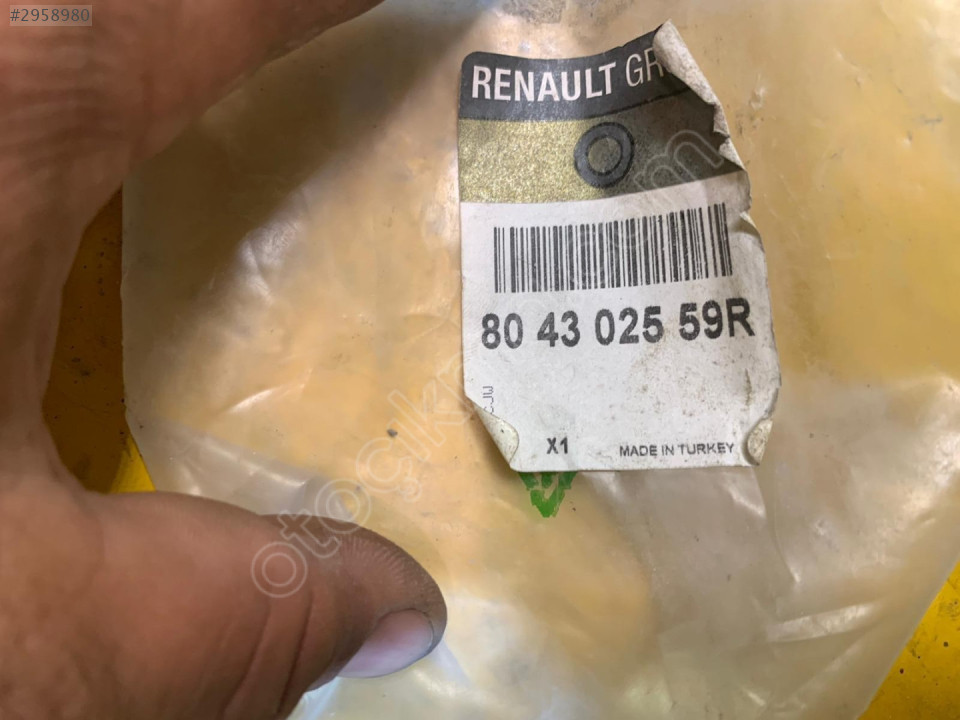 #2958980
RENAULT GR
80 43 025 59R
X1
MADE IN TURKEY